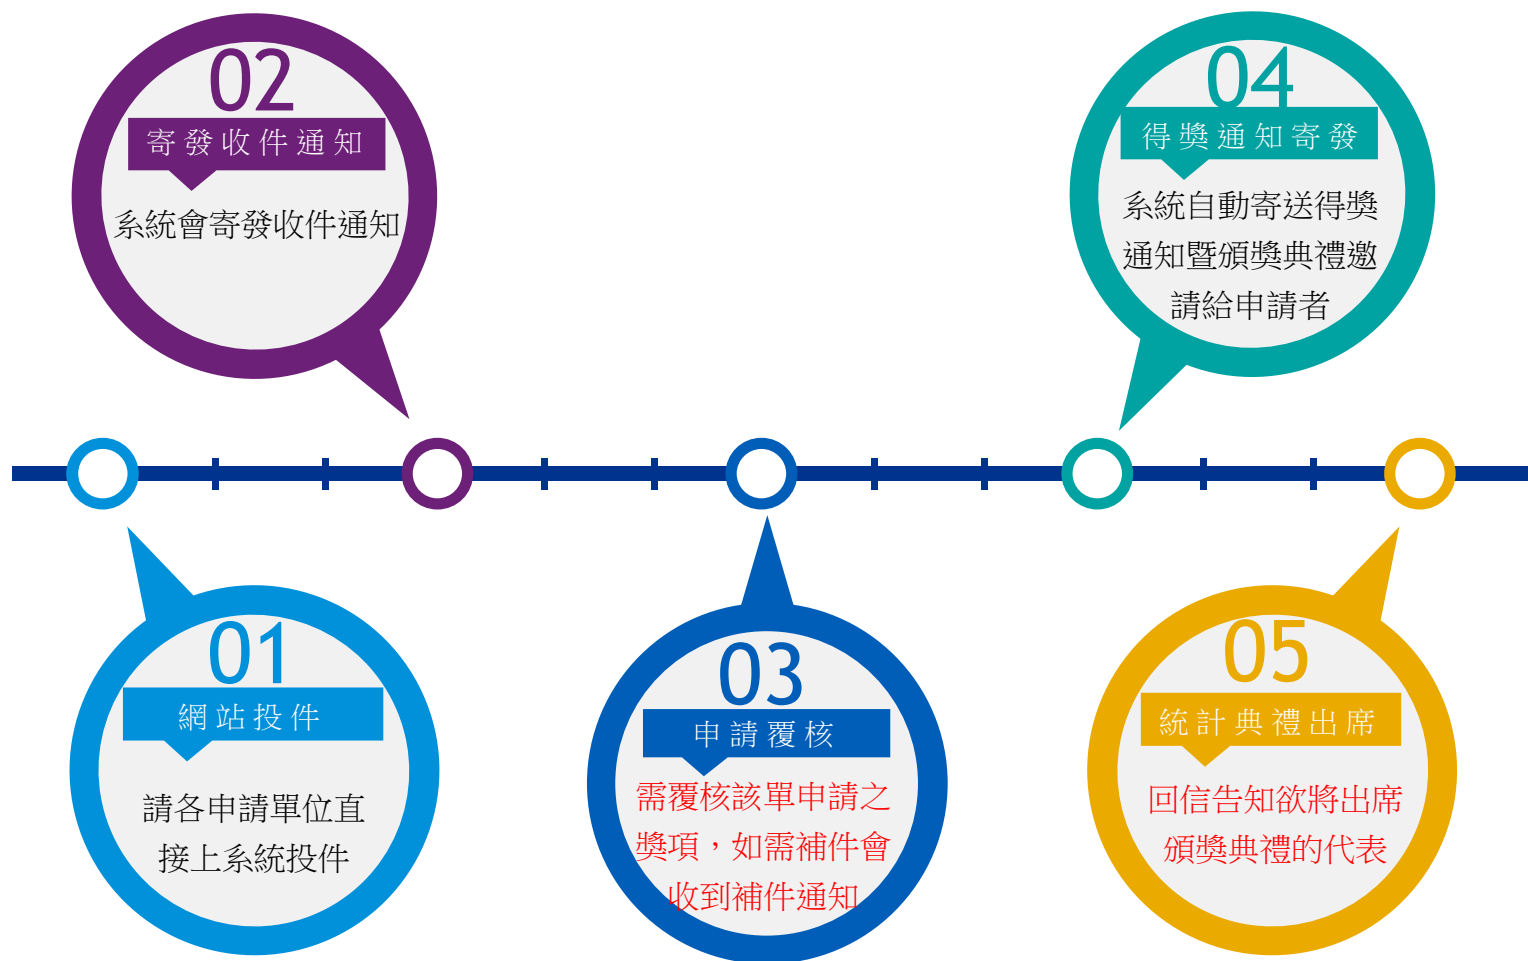 02
寄發收件通知
系統會寄發收件通知
04
得獎通知寄發
系統自動寄送得獎
通知暨頒獎典禮邀
請給申請者
01
網站投件
請各申請單位直
接上系統投件
03
申請覆核
需覆核該單申請之
獎項，如需補件會
收到補件通知
05
統計典禮出席
回信告知欲將出席
頒獎典禮的代表